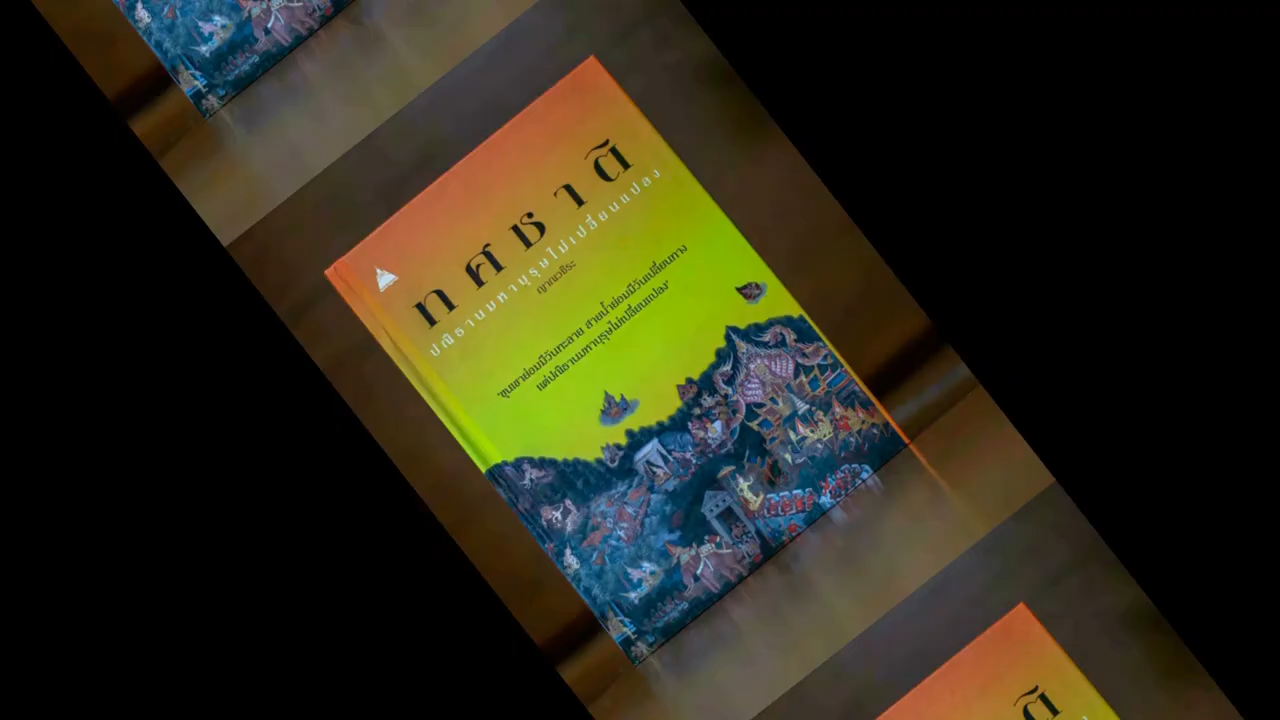 ทศชาติ
ปณิธานมหาบุรุษไม่เปลี่ยนแปลง
ญาณวชิระ
"ขุนเขาย่อมมีวันทะลาย สายน้ำย่อมมีวันเปลี่ยนทาง
แต่ปณิธานมหาบุรุษไม่เปลี่ยนแปลง"
ติ